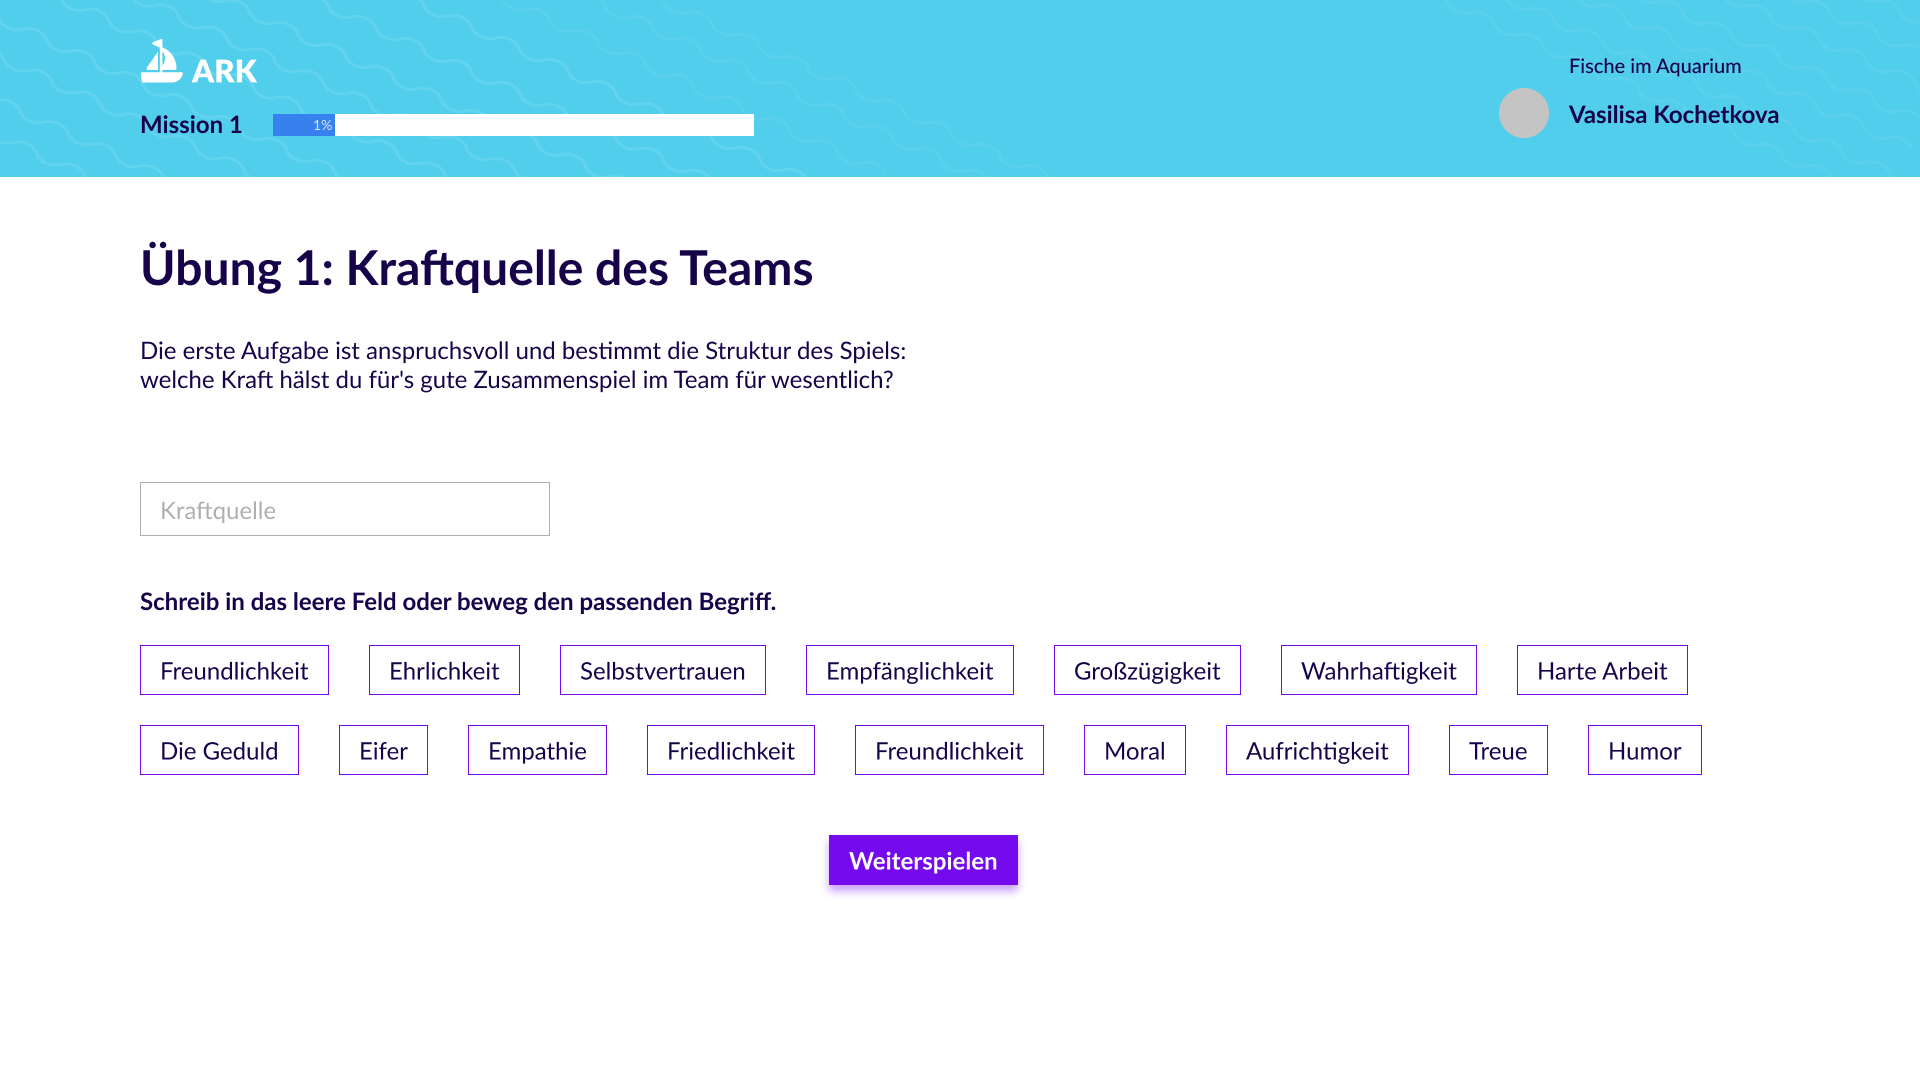 ARK
Fische im Aquarium
Mission 1
1%
Vasilisa Kochetkova
Übung 1: Kraftquelle des Teams
Die erste Aufgabe ist anspruchsvoll und bestimmt die Struktur des Spiels:
welche Kraft hälst du für's gute Zusammenspiel im Team für wesentlich?
Kraftquelle
Schreib in das leere Feld oder beweg den passenden Begriff.
Freundlichkeit Ehrlichkeit Selbstvertrauen Empfänglichkeit Großzügigkeit Wahrhaftigkeit Harte Arbeit
Die Geduld Eifer Empathie Friedlichkeit Freundlichkeit Moral Aufrichtigkeit Treue Humor
Weiterspielen